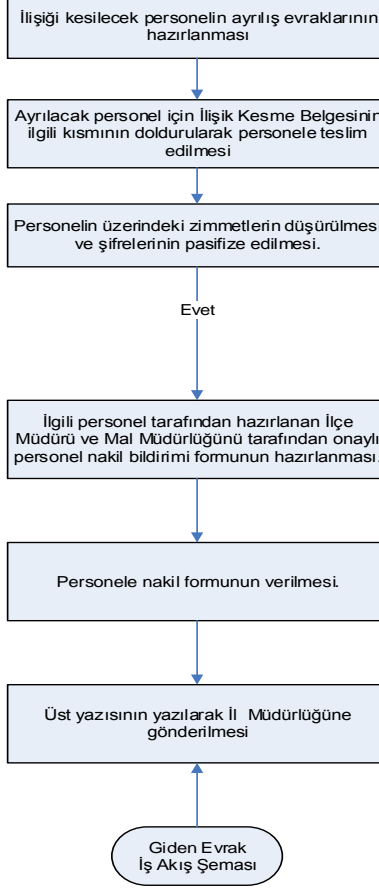 İlişiği kesilecek personelin ayrılış evraklarının
hazırlanması
Ayrılacak personel için İlişik Kesme Belgesinin
ilgili kısmının doldurularak personele teslim
edilmesi
Personelin üzerindeki zimmetlerin düşürülmesi
ve şifrelerinin pasifize edilmesi.
Evet
İlgili personel tarafından hazırlanan İlçe
Müdürü ve Mal Müdürlüğünü tarafından onaylı
personel nakil bildirimi formunun hazırlanması.
Personele nakil formunun verilmesi.
Üst yazısının yazılarak İl Müdürlüğüne
gönderilmesi
Giden Evrak
İş Akış Şeması